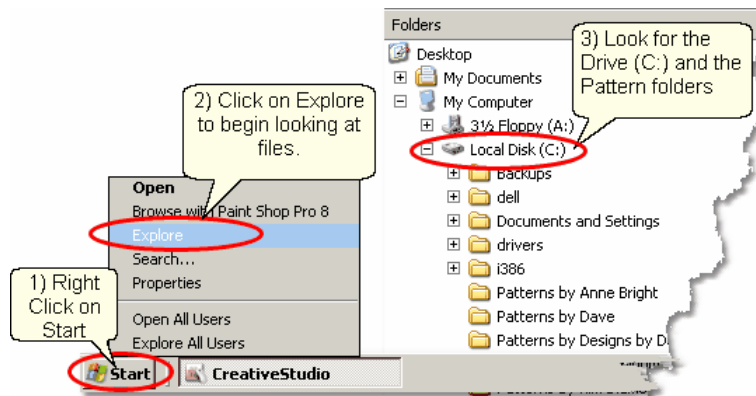 Folders
3) Look for the
Drive (C:) and the
Pattern folders
Desktop
My Documents
My Computer
3½ Floppy (A:)
Local Disk (C:)
Backups
dell
Documents and Settings
drivers
i386
Patterns by Anne Bright
Patterns by Dave
Patterns by Designs by D
2) Click on Explore
to begin looking at
files.
Open
Browse with Paint Shop Pro 8
Explore
Search...
Properties
Open All Users
Explore All Users
1) Right
Click on
Start
Start
CreativeStudio